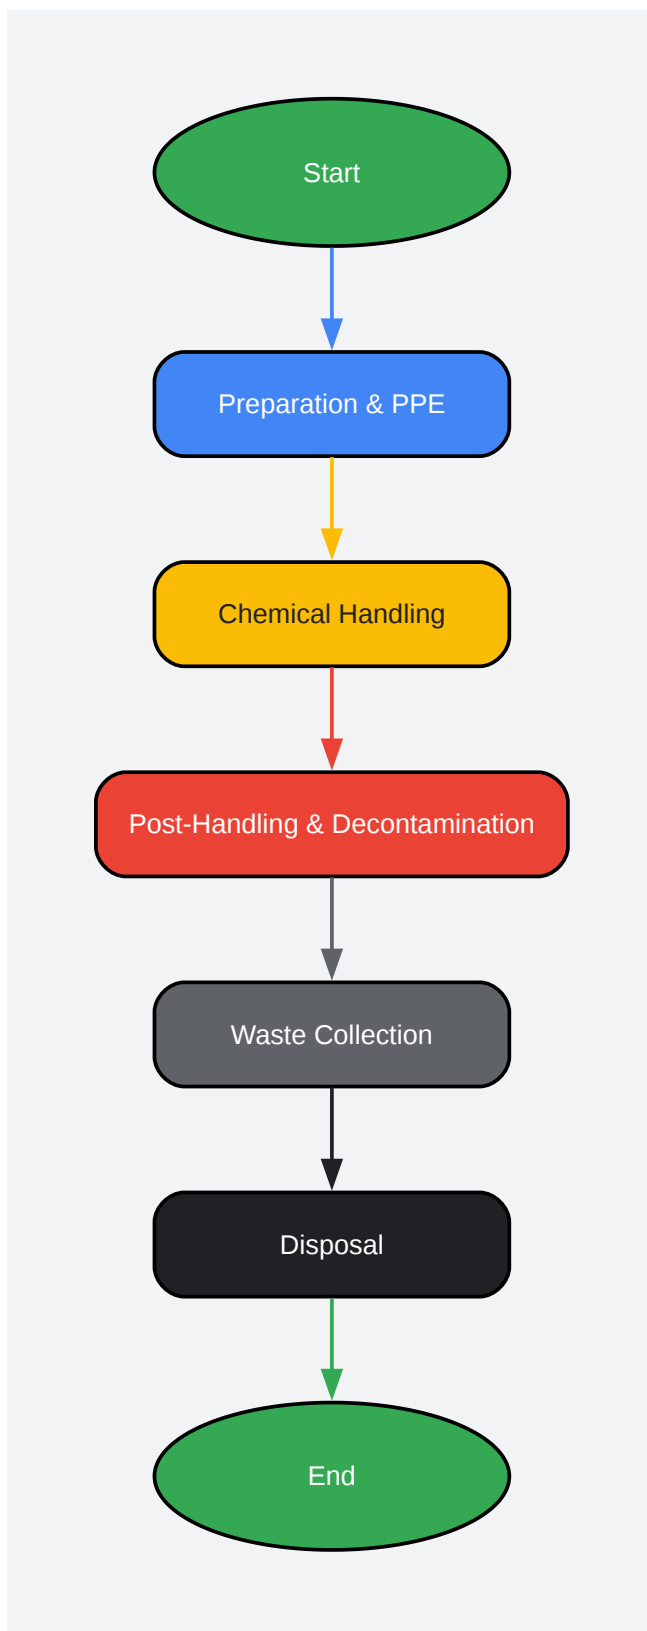 Start
Preparation & PPE
Chemical Handling
Post-Handling & Decontamination
Waste Collection
Disposal
End